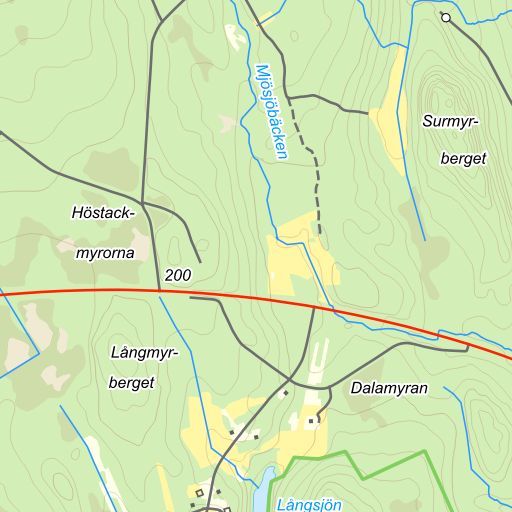 Mjösjöbäcken
Surmyr-
berget
Höstack-
myrorna
200
Långmyr-
berget
Dalamyran
Långsjön